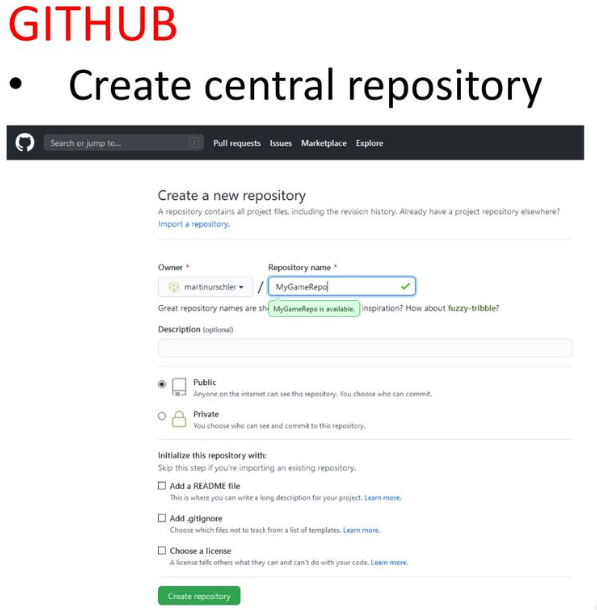 GITHUB
• Create central repository
Search or jump to... /
Pull requests Issues Marketplace Explore
Create a new repository
A repository contains all project files, including the revision history. Already have a project repository elsewhere?
Import a repository.
Owner * Repository name *
martinurschler / MyGameRepo
Great repository names are sh inspiration? How about fuzzy-tribble?
MyGameRepo is available.
Description (optional)
Public
Anyone on the internet can see this repository. You choose who can commit.
Private
You choose who can see and commit to this repository.
Initialize this repository with:
Skip this step if you're importing an existing repository.
Add a README file
This is where you can write a long description for your project. Learn more.
Add .gitignore
Choose which files not to track from a list of templates. Learn more.
Choose a license
A license tells others what they can and can't do with your code. Learn more.
Create repository